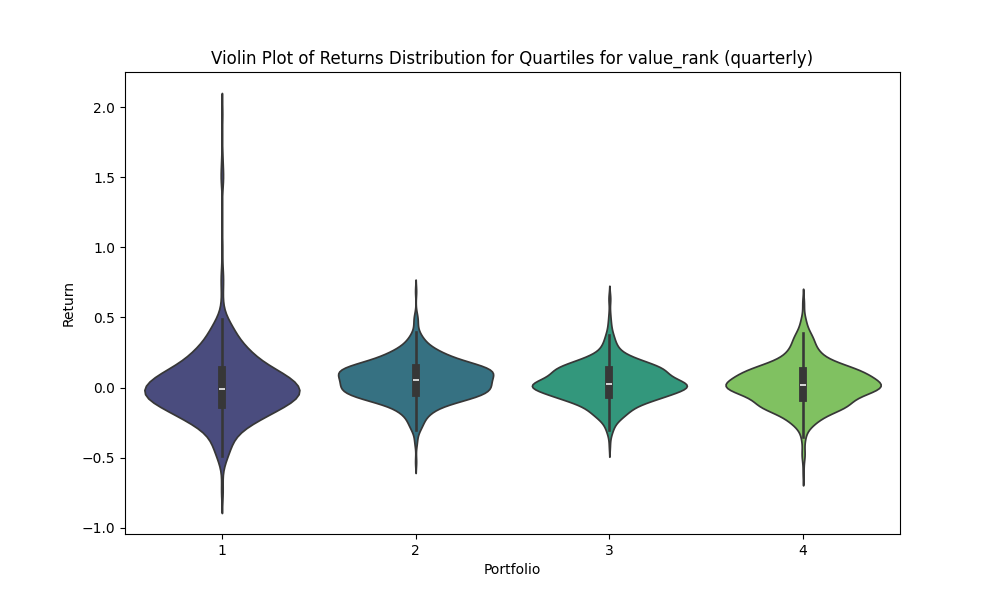 Violin Plot of Returns Distribution for Quartiles for value_rank (quarterly)
2.0
1.5
1.0
0.5
0.0
−0.5
−1.0
Return
1 2 3 4
Portfolio